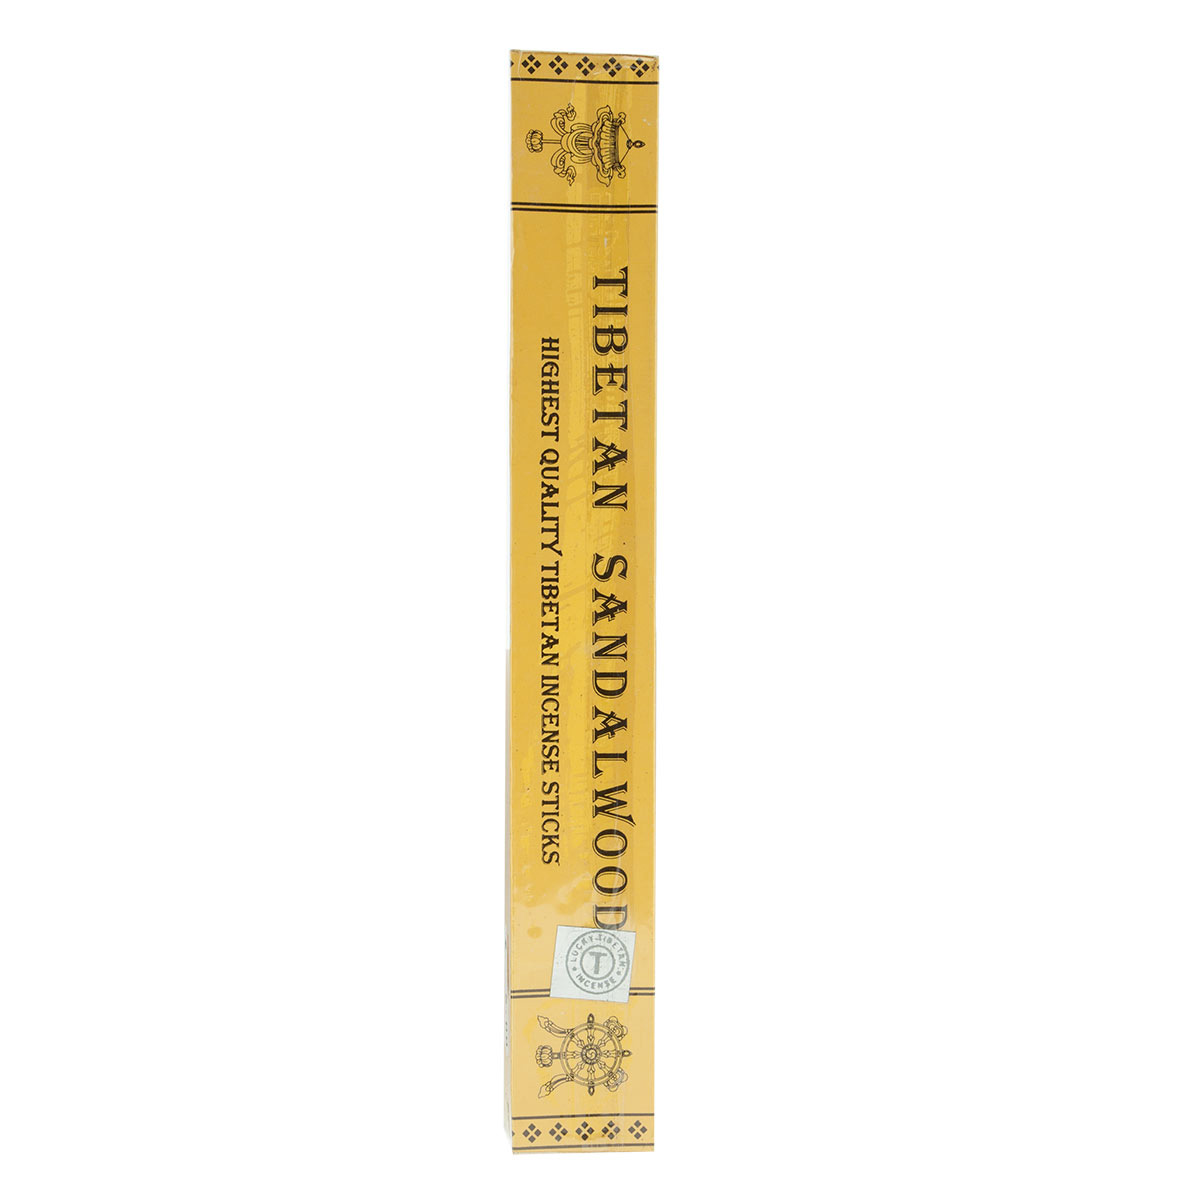 TIBETAN SANDALWOOD
HIGHEST QUALITY TIBETAN INCENSE STICKS
LUCKY TIBETAN
T
INCENSE